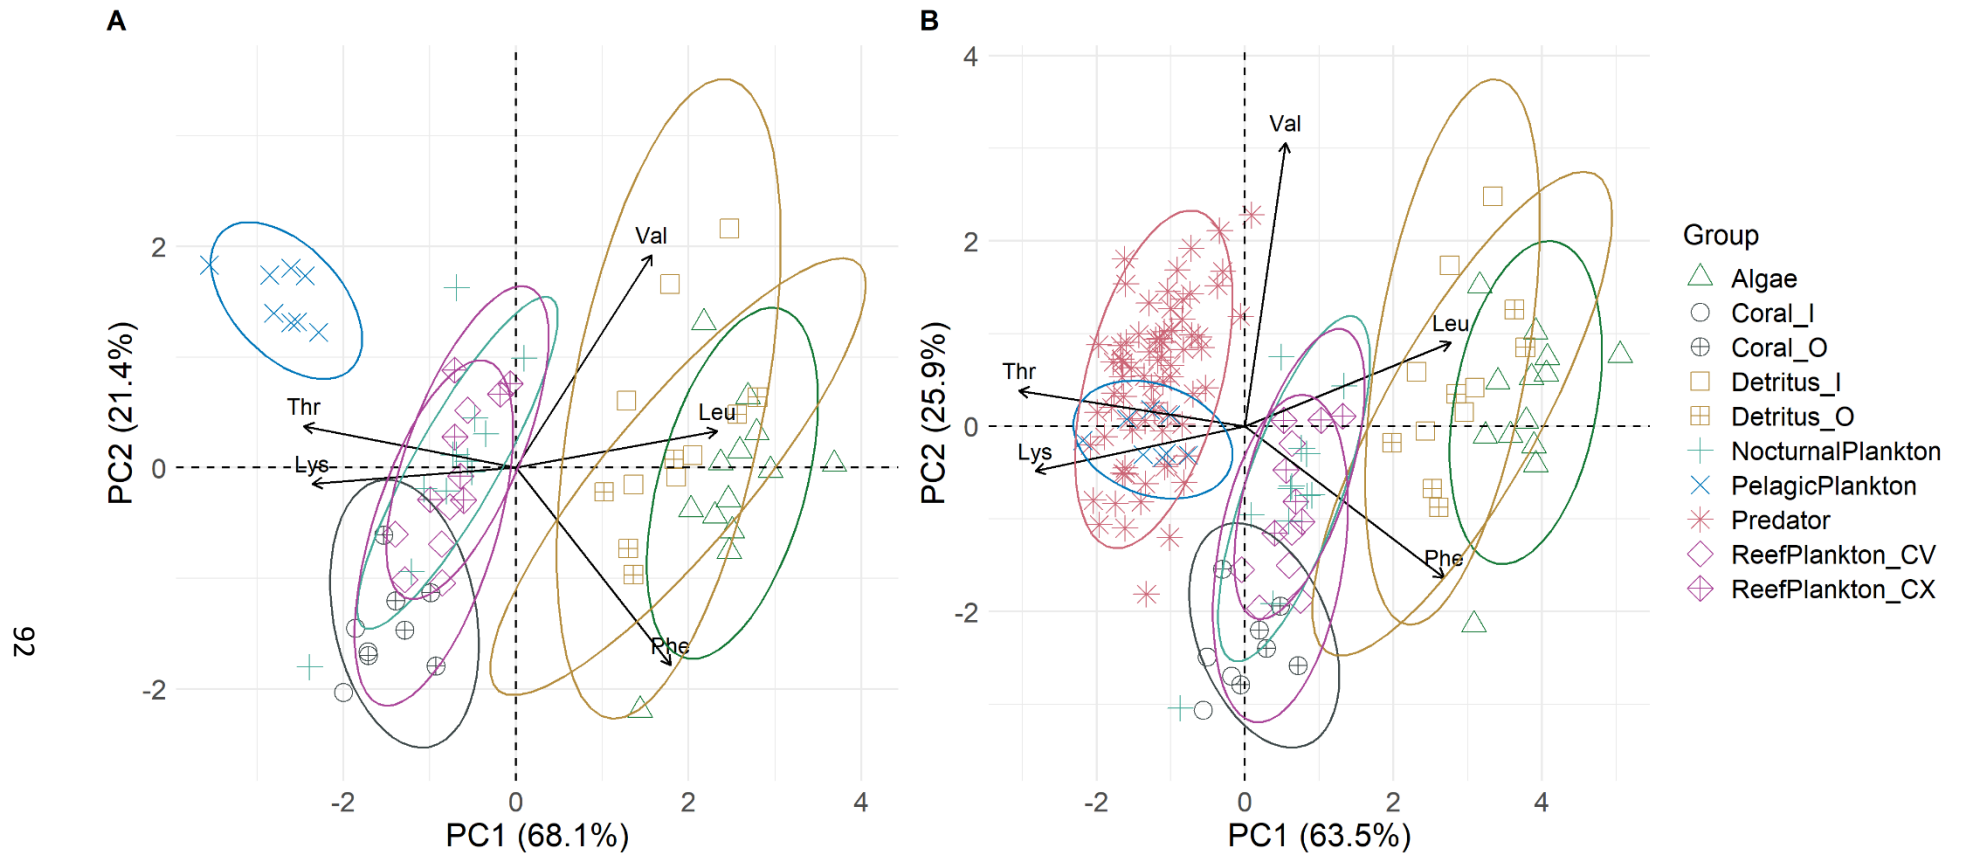 A
B
PC2 (21.4%)
2
0
-2
Val
Leu
Thr
Lys
Phe
-2
0
2
4
PC1 (68.1%)
PC2 (25.9%)
4
2
0
-2
Val
Leu
Thr
Lys
Phe
-2
0
2
4
PC1 (63.5%)
Group
Algae
Coral_I
Coral_O
Detritus_I
Detritus_O
NocturnalPlankton
PelagicPlankton
Predator
ReefPlankton_CV
ReefPlankton_CX
92